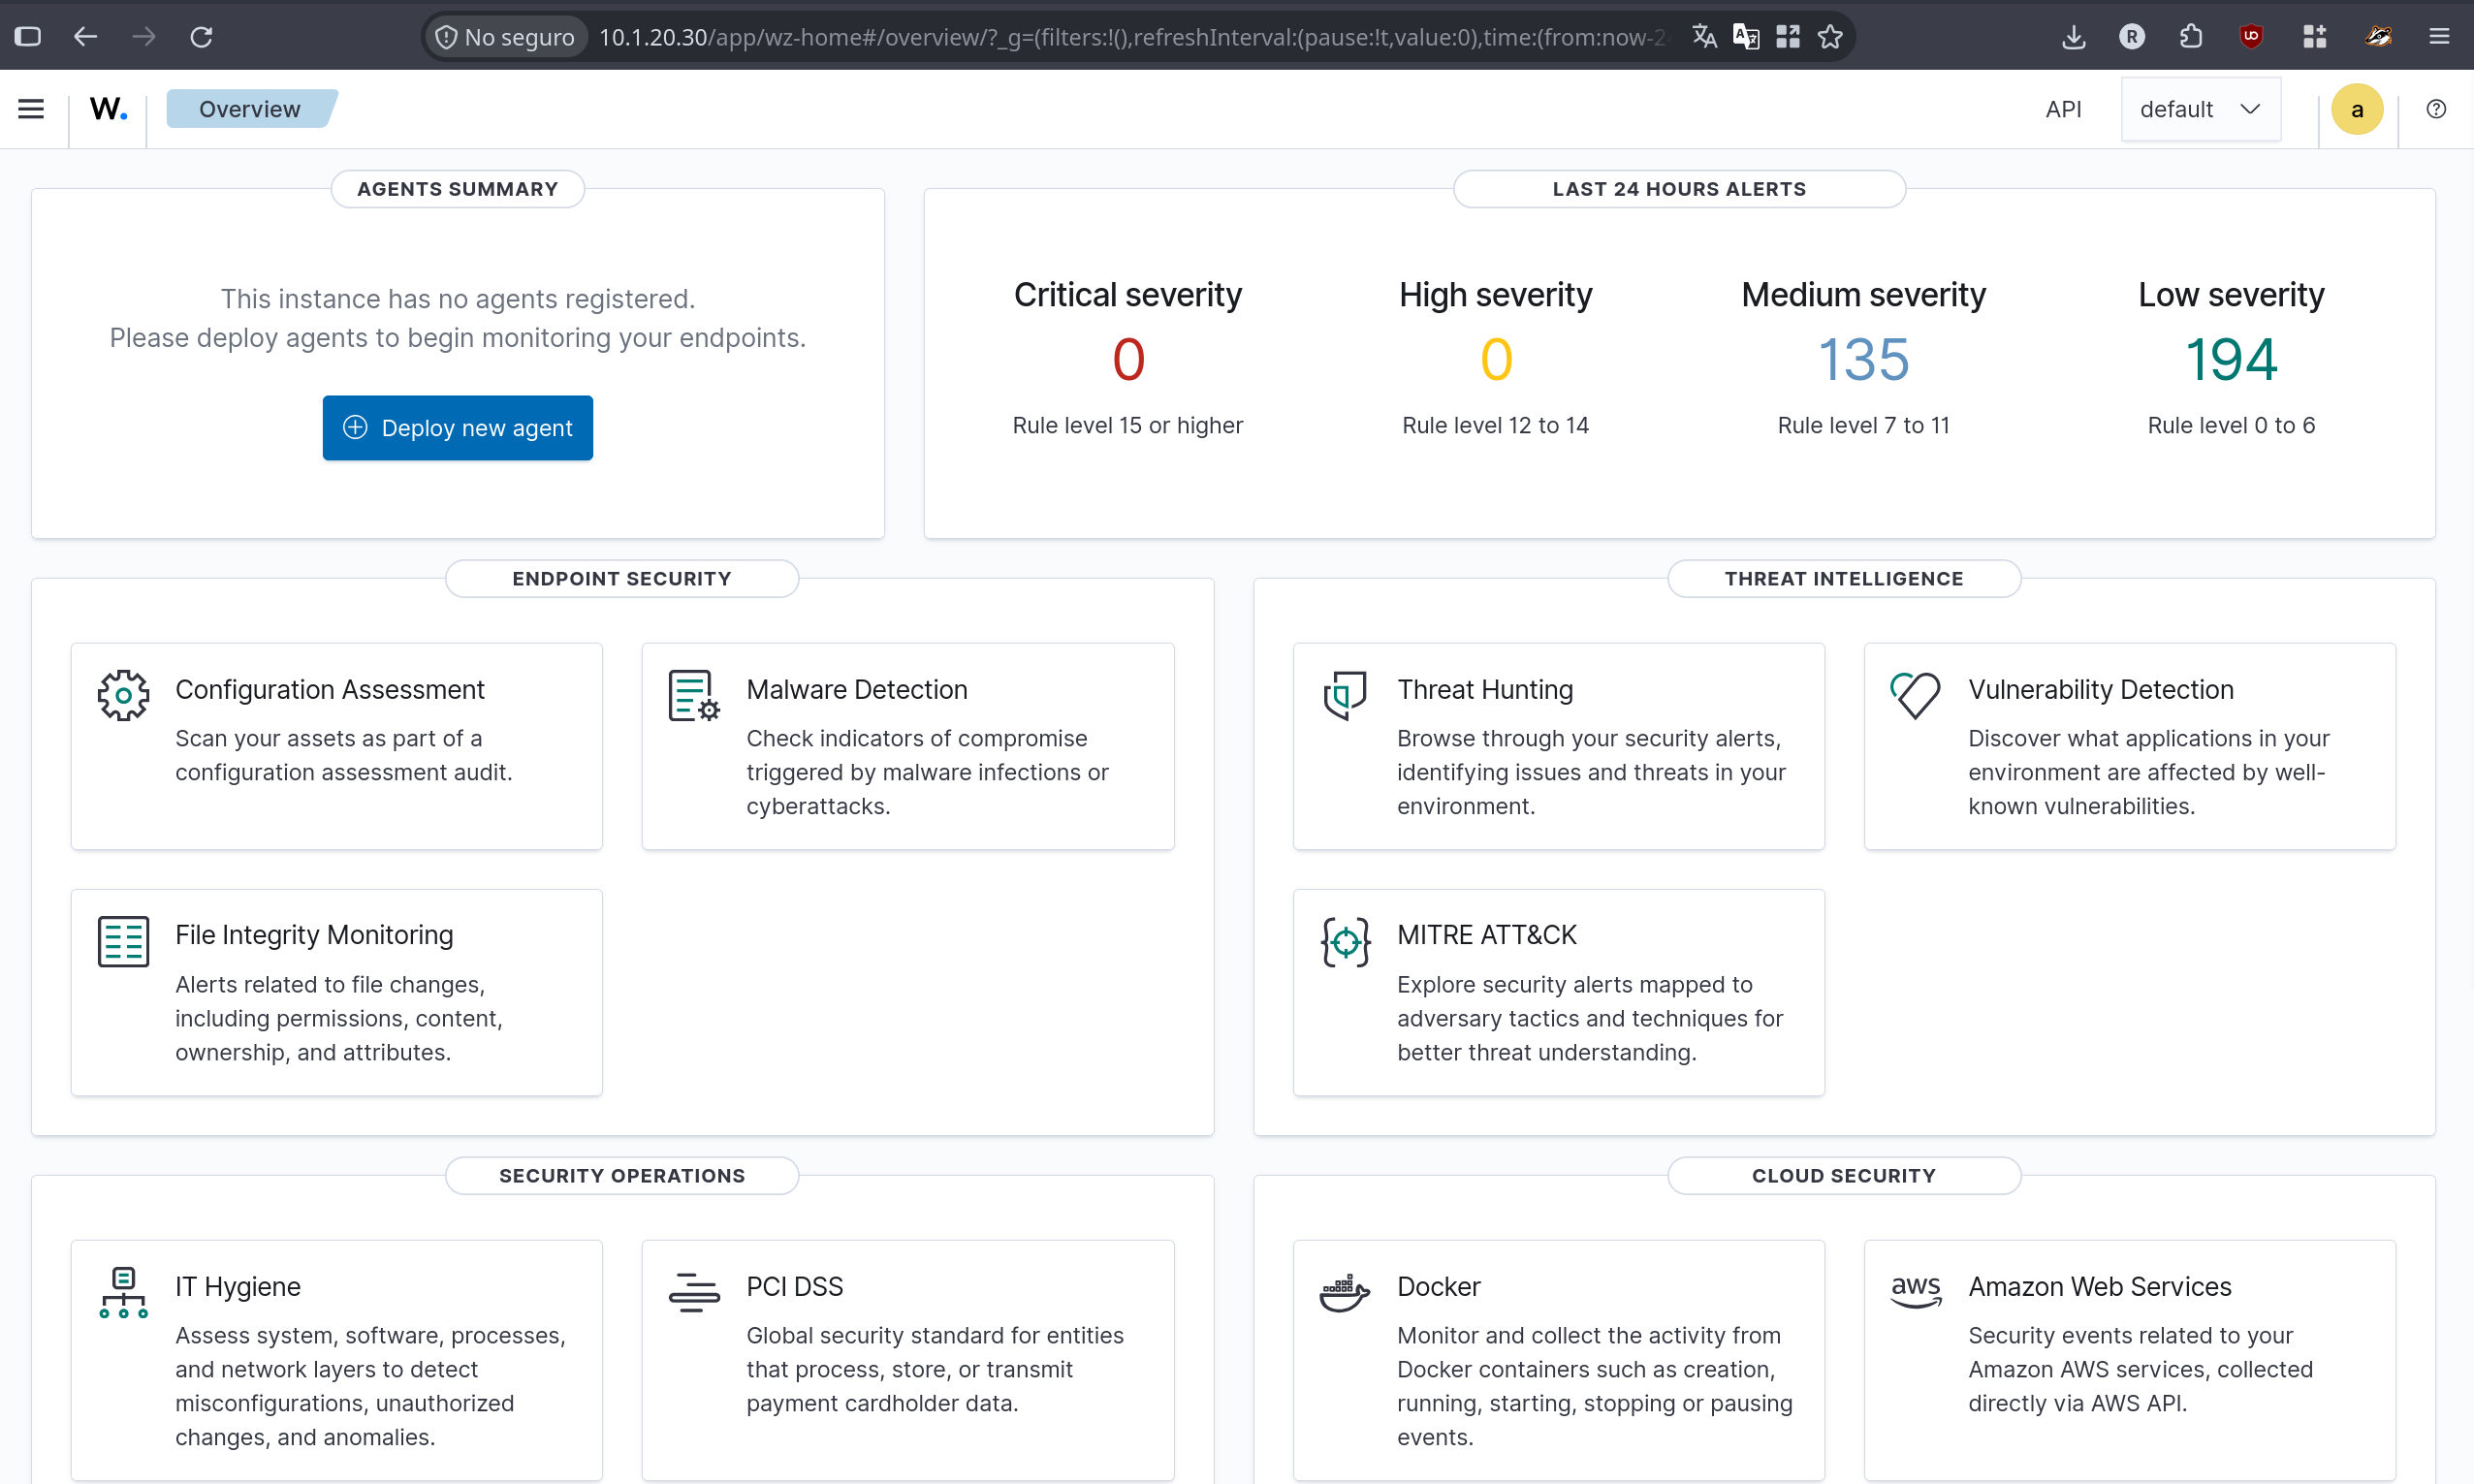 No seguro
10.1.20.30/app/wz-home#/overview/?_g=(filters:!(),refreshInterval:(pause:!t,value:0),time:(from:now-2
W.
Overview
API
default
a
AGENTS SUMMARY
This instance has no agents registered.
Please deploy agents to begin monitoring your endpoints.
Deploy new agent
LAST 24 HOURS ALERTS
Critical severity
0
Rule level 15 or higher
High severity
0
Rule level 12 to 14
Medium severity
135
Rule level 7 to 11
Low severity
194
Rule level 0 to 6
ENDPOINT SECURITY
Configuration Assessment
Scan your assets as part of a
configuration assessment audit.
Malware Detection
Check indicators of compromise
triggered by malware infections or
cyberattacks.
File Integrity Monitoring
Alerts related to file changes,
including permissions, content,
ownership, and attributes.
THREAT INTELLIGENCE
Threat Hunting
Browse through your security alerts,
identifying issues and threats in your
environment.
Vulnerability Detection
Discover what applications in your
environment are affected by well-
known vulnerabilities.
MITRE ATT&CK
Explore security alerts mapped to
adversary tactics and techniques for
better threat understanding.
SECURITY OPERATIONS
IT Hygiene
Assess system, software, processes,
and network layers to detect
misconfigurations, unauthorized
changes, and anomalies.
PCI DSS
Global security standard for entities
that process, store, or transmit
payment cardholder data.
CLOUD SECURITY
Docker
Monitor and collect the activity from
Docker containers such as creation,
running, starting, stopping or pausing
events.
aws
Amazon Web Services
Security events related to your
Amazon AWS services, collected
directly via AWS API.